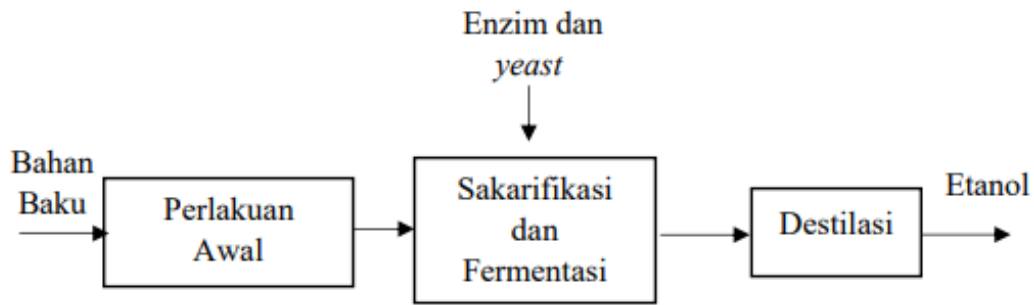 Enzim dan
yeast
Bahan
Baku
Perlakuan
Awal
Sakarifikasi
dan
Fermentasi
Destilasi
Etanol